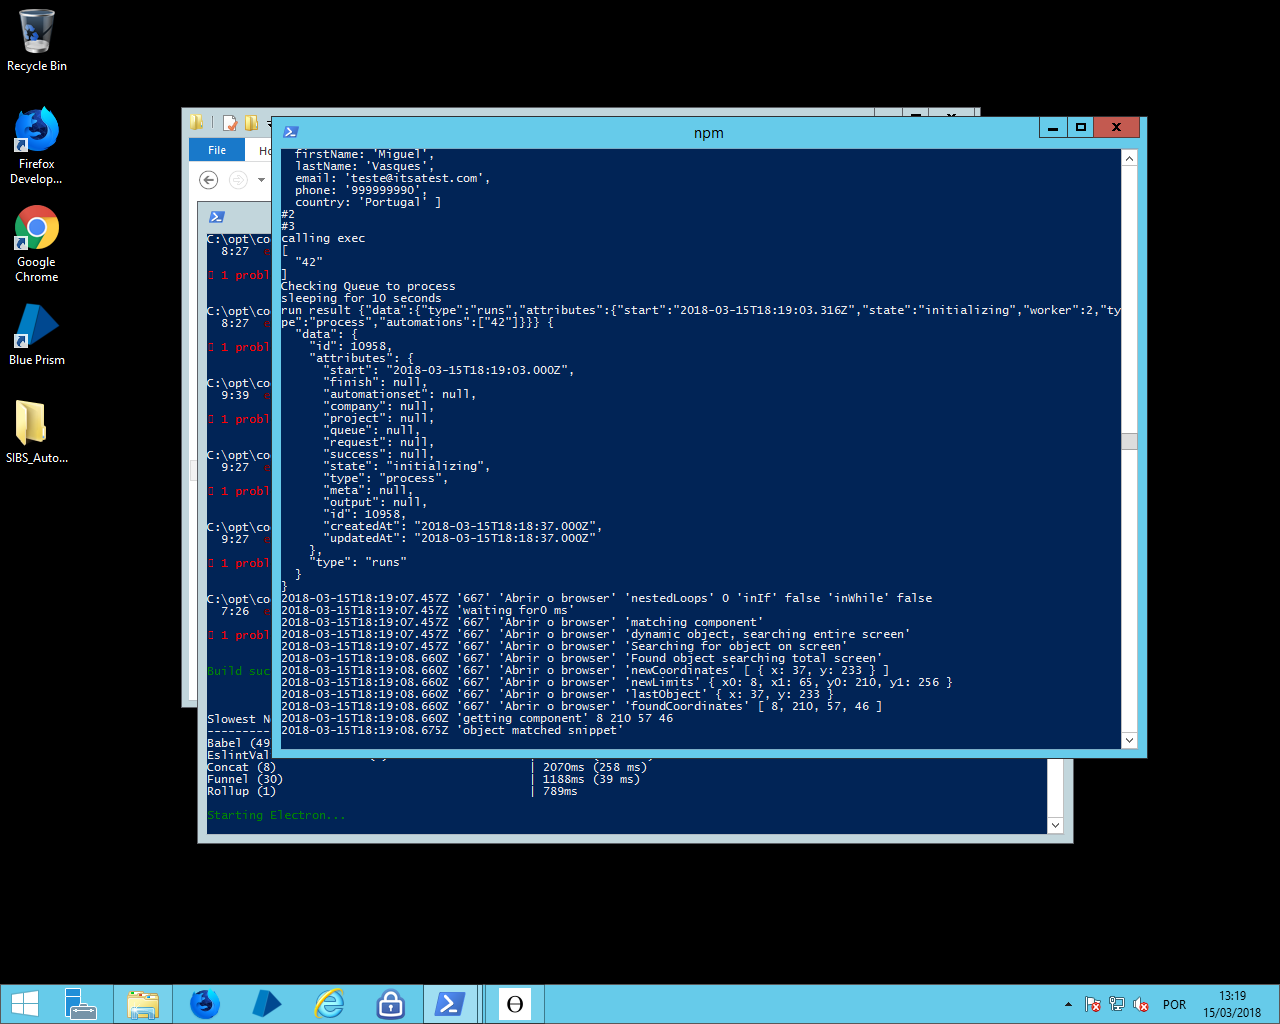 Recycle Bin
Firefox
Develop...
Google
Chrome
Blue Prism
SIBS_Auto...
File
Ho
npm
firstName: 'Miguel',
lastName: 'Vasques',
email: 'teste@itsatest.com',
phone: '999999990',
country: 'Portugal' ]
#2
#3
calling exec
[
"42"
]
Checking Queue to process
sleeping for 10 seconds
run result {"data":{"type":"runs","attributes":{"start":"2018-03-15T18:19:03.316Z","state":"initializing","worker":2,"ty
pe":"process","automations":["42"]}}} {
"data": {
"id": 10958,
"attributes": {
"start": "2018-03-15T18:19:03.000Z",
"finish": null,
"automationset": null,
"company": null,
"project": null,
"queue": null,
"request": null,
"success": null,
"state": "initializing",
"type": "process",
"meta": null,
"output": null,
"id": 10958,
"createdAt": "2018-03-15T18:18:37.000Z",
"updatedAt": "2018-03-15T18:18:37.000Z"
},
"type": "runs"
}
}
2018-03-15T18:19:07.457Z '667' 'Abrir o browser' 'nestedLoops' 0 'inIf' false 'inWhile' false
2018-03-15T18:19:07.457Z 'waiting for0 ms'
2018-03-15T18:19:07.457Z '667' 'Abrir o browser' 'matching component'
2018-03-15T18:19:07.457Z '667' 'Abrir o browser' 'dynamic object, searching entire screen'
2018-03-15T18:19:07.457Z '667' 'Abrir o browser' 'Searching for object on screen'
2018-03-15T18:19:08.660Z '667' 'Abrir o browser' 'Found object searching total screen'
2018-03-15T18:19:08.660Z '667' 'Abrir o browser' 'newCoordinates' [ { x: 37, y: 233 } ]
2018-03-15T18:19:08.660Z '667' 'Abrir o browser' 'newLimits' { x0: 8, x1: 65, y0: 210, y1: 256 }
2018-03-15T18:19:08.660Z '667' 'Abrir o browser' 'lastObject' { x: 37, y: 233 }
2018-03-15T18:19:08.660Z '667' 'Abrir o browser' 'foundCoordinates' [ 8, 210, 57, 46 ]
2018-03-15T18:19:08.660Z 'getting component' 8 210 57 46
2018-03-15T18:19:08.675Z 'object matched snippet'
C:\opt\co
8:27
1 probl
C:\opt\co
8:27
1 probl
C:\opt\co
9:39
1 probl
C:\opt\co
9:27
1 probl
C:\opt\co
9:27
1 probl
C:\opt\co
7:26
1 probl
Build suc
Slowest N
----------
Babel (49
EslintVal
Concat (8) | 2070ms (258 ms)
Funnel (30) | 1188ms (39 ms)
Rollup (1) | 789ms
Starting Electron...
POR
13:19
15/03/2018